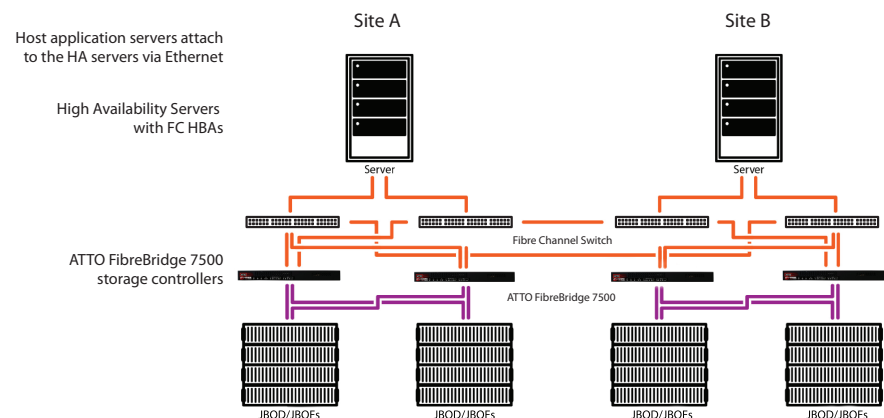 Site A
Site B
Host application servers attach
to the HA servers via Ethernet
High Availability Servers
with FC HBAs
Server
Server
Fibre Channel Switch
ATTO FibreBridge 7500
storage controllers
ATTO FibreBridge 7500
JBOD/JBOFs
JBOD/JBOFs
JBOD/JBOFs
JBOD/JBOFs